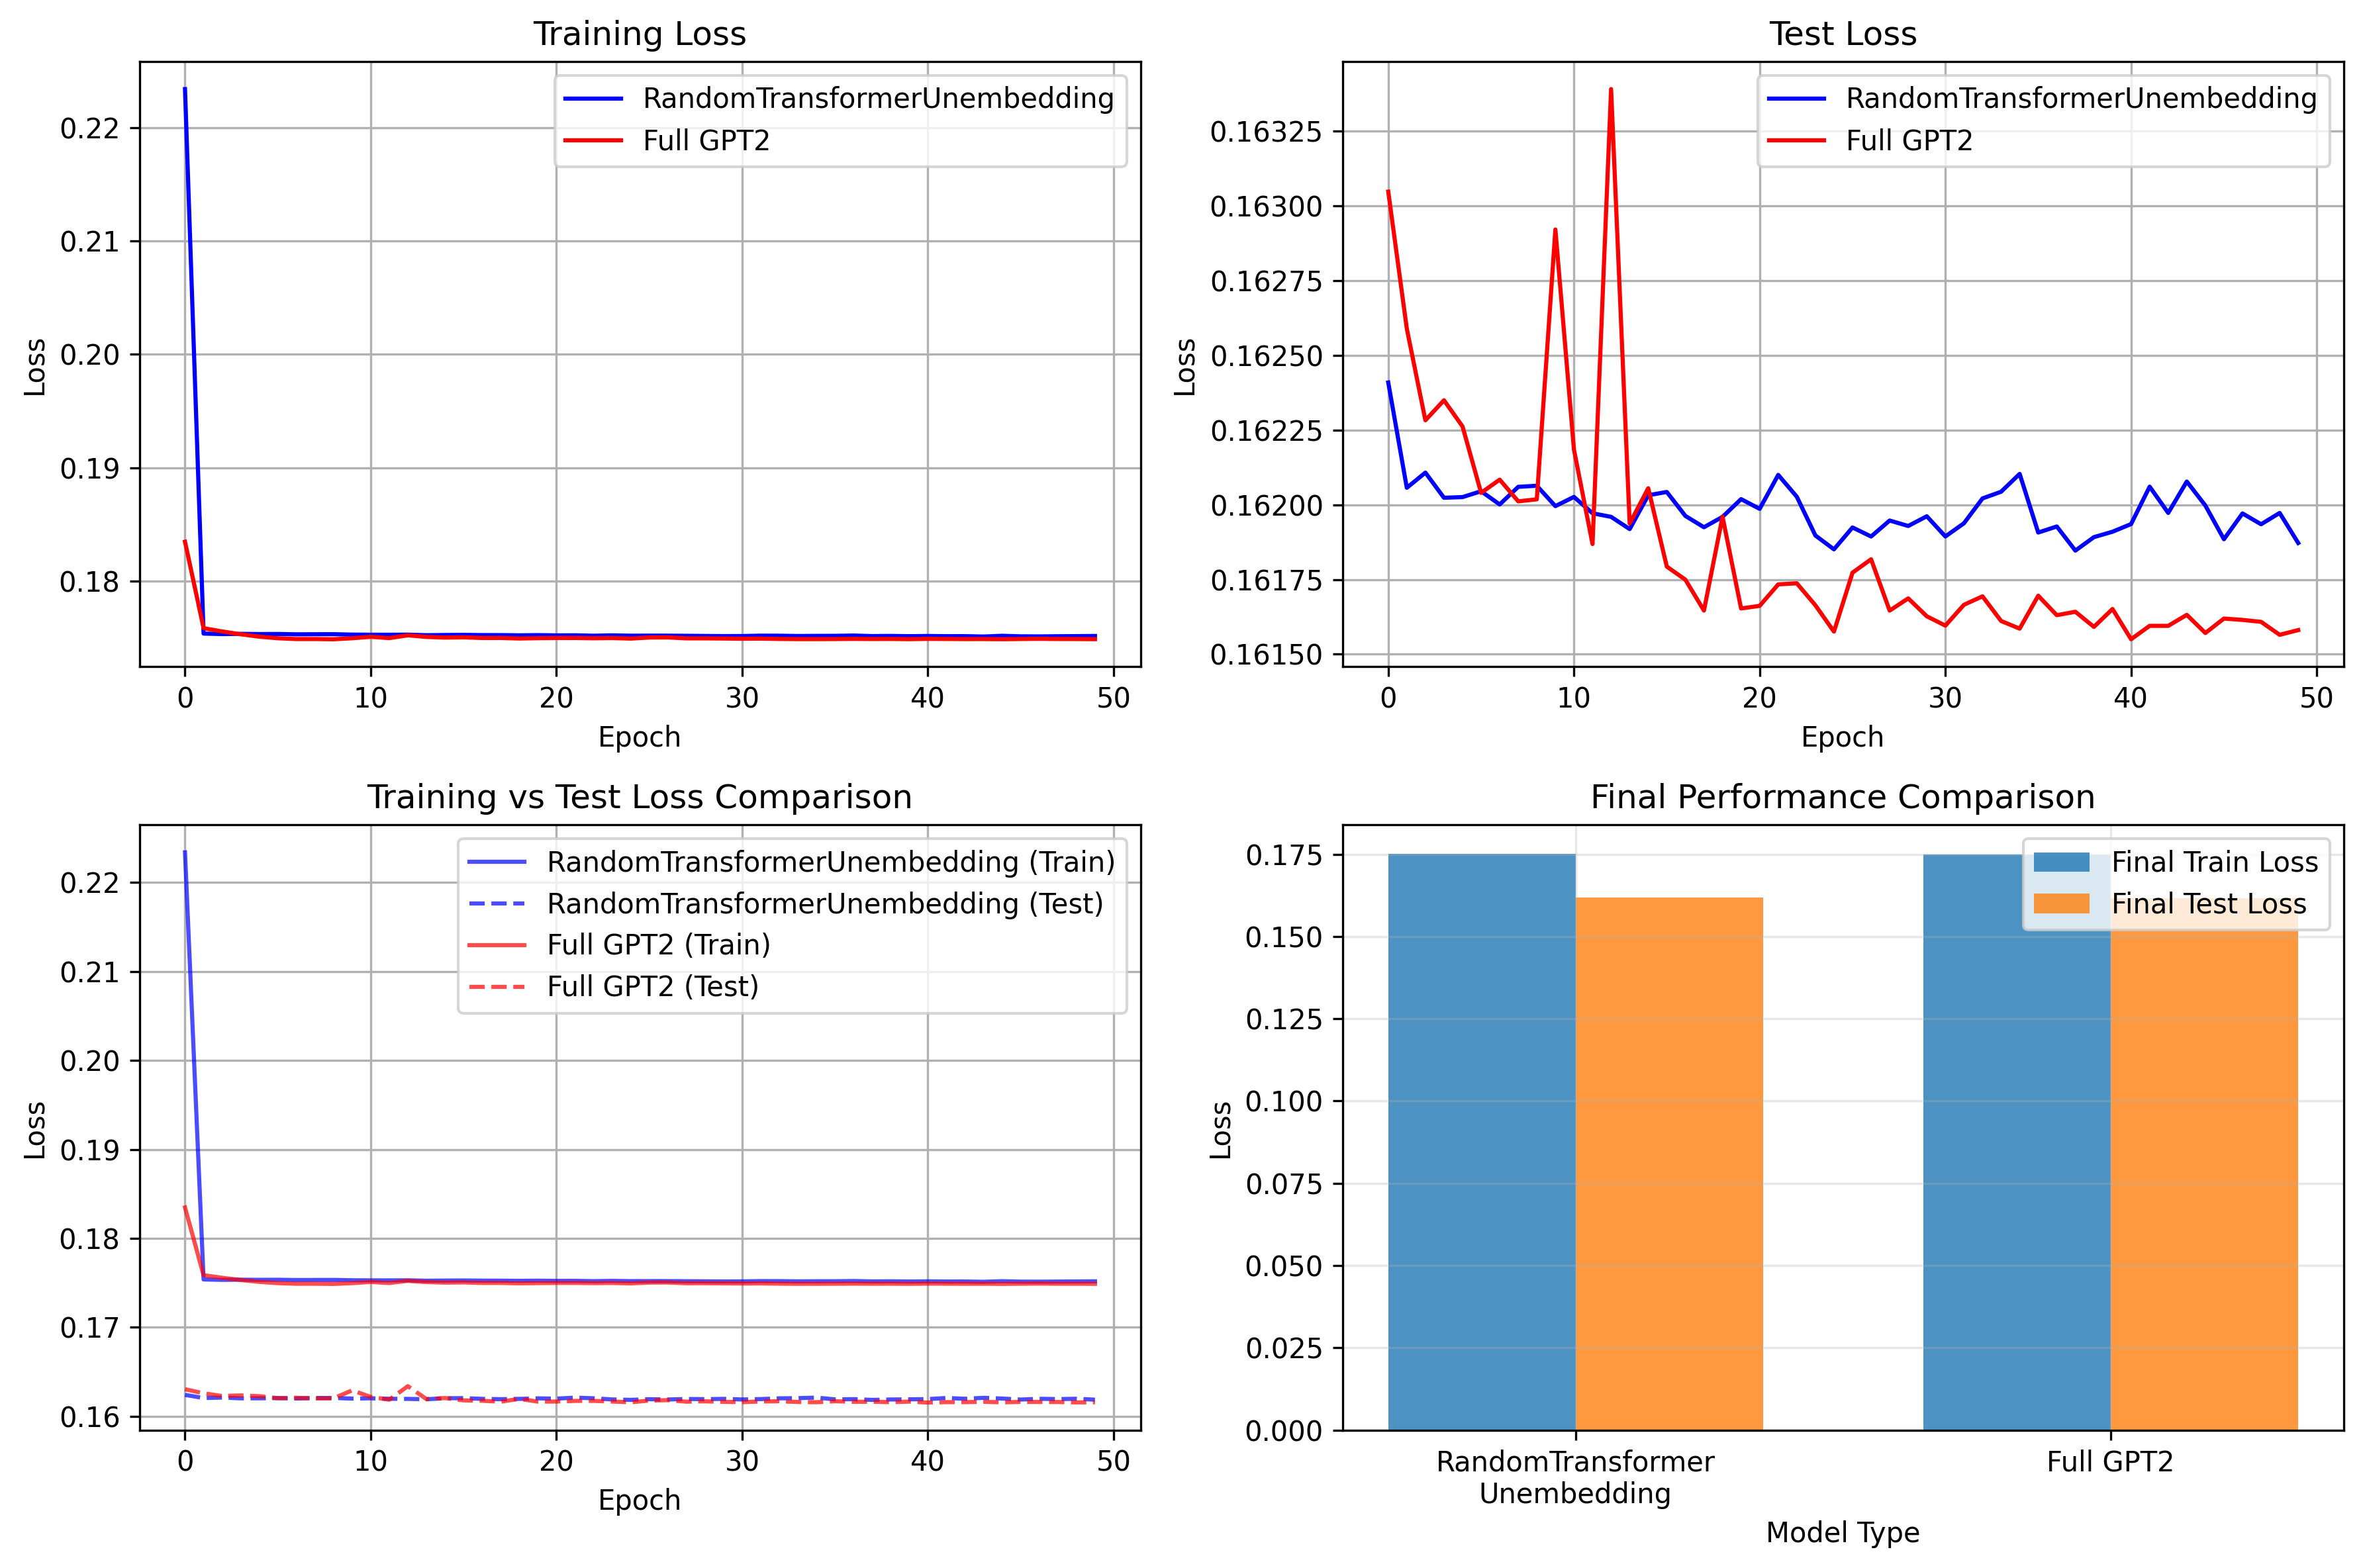 Training Loss
RandomTransformerUnembedding
Full GPT2
0.22
0.21
0.20
0.19
0.18
Loss
0 10 20 30 40 50
Epoch
Test Loss
RandomTransformerUnembedding
Full GPT2
0.16325
0.16300
0.16275
0.16250
0.16225
0.16200
0.16175
0.16150
Loss
0 10 20 30 40 50
Epoch
Training vs Test Loss Comparison
RandomTransformerUnembedding (Train)
RandomTransformerUnembedding (Test)
Full GPT2 (Train)
Full GPT2 (Test)
0.22
0.21
0.20
0.19
0.18
0.17
0.16
Loss
0 10 20 30 40 50
Epoch
Final Performance Comparison
Final Train Loss
Final Test Loss
0.175
0.150
0.125
0.100
0.075
0.050
0.025
0.000
Loss
RandomTransformer
Unembedding
Full GPT2
Model Type